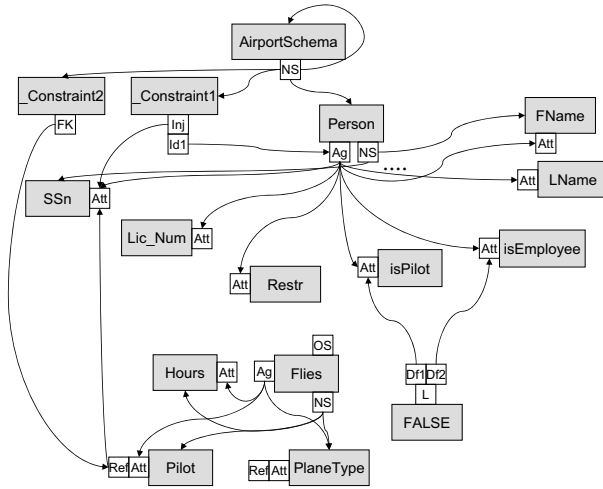 AirportSchema
NS
_Constraint2
_Constraint1
FK
Inj
Id1
Person
Ag
NS
FName
Att
....
SSn
Att
Att
LName
Lic_Num
Att
Att
isEmployee
Att
Restr
Att
isPilot
OS
Hours
Att
Ag
Flies
NS
Df1
Df2
L
FALSE
Ref
Att
Pilot
Ref
Att
PlaneType